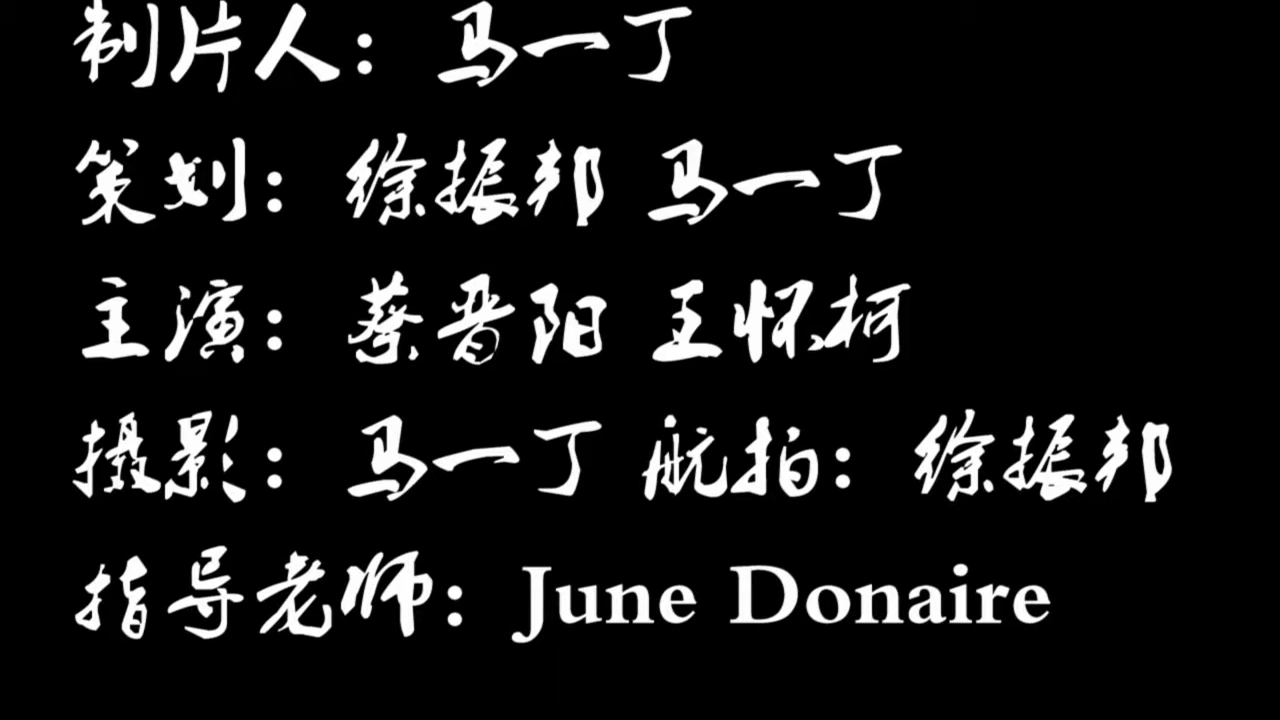 制片人：马一丁
策划：徐振邦 马一丁
主演：蔡晋阳 王怀柯
摄影：马一丁 航拍：徐振邦
指导老师：June Donaire